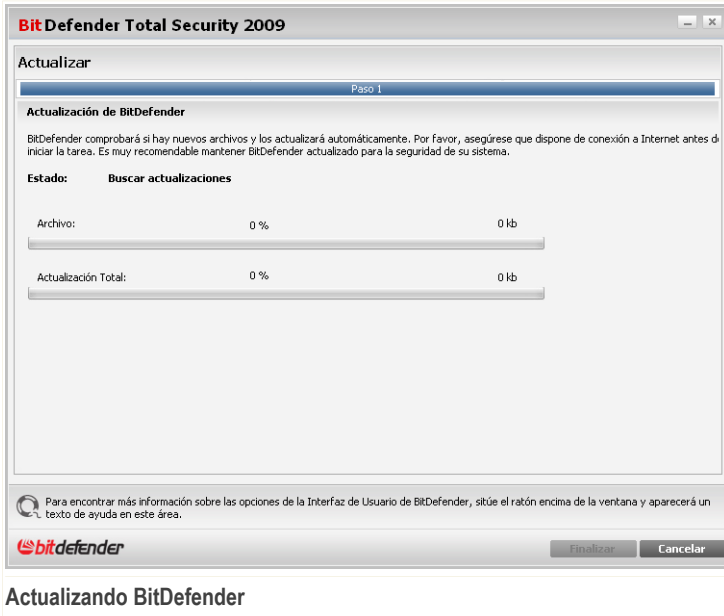 BitDefender Total Security 2009
Actualizar
Paso 1
Actualización de BitDefender
BitDefender comprobará si hay nuevos archivos y los actualizará automáticamente. Por favor, asegúrese que dispone de conexión a Internet antes d
iniciar la tarea. Es muy recomendable mantener BitDefender actualizado para la seguridad de su sistema.
Estado: Buscar actualizaciones
Archivo: 0 % 0 kb
Actualización Total: 0 % 0 kb
Para encontrar más información sobre las opciones de la Interfaz de Usuario de BitDefender, sitúe el ratón encima de la ventana y aparecerá un
texto de ayuda en este área.
bitdefender Finalizar Cancelar
Actualizando BitDefender